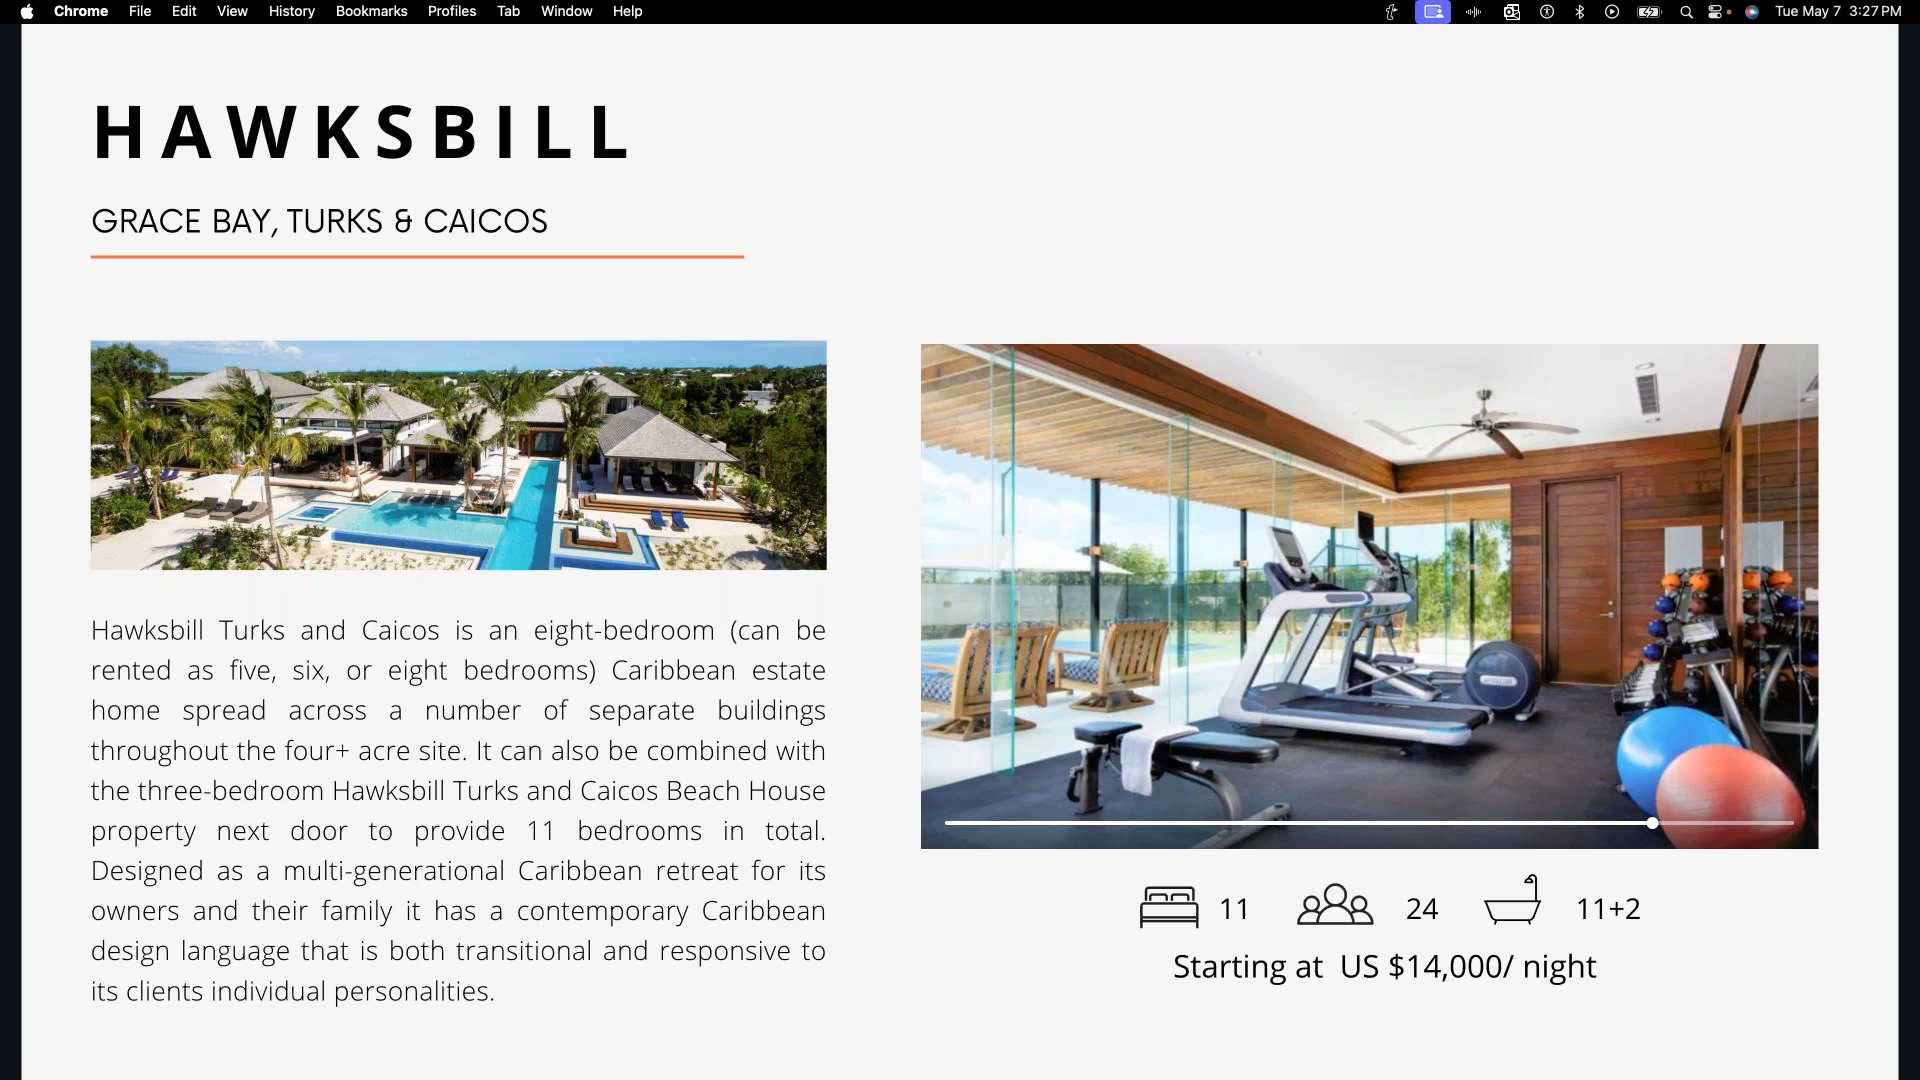 Chrome File Edit View History Bookmarks Profiles Tab Window Help Tue May 7 3:27 PM
HAWKSBILL
GRACE BAY, TURKS & CAICOS
Hawksbill Turks and Caicos is an eight-bedroom (can be
rented as five, six, or eight bedrooms) Caribbean estate
home spread across a number of separate buildings
throughout the four+ acre site. It can also be combined with
the three-bedroom Hawksbill Turks and Caicos Beach House
property next door to provide 11 bedrooms in total.
Designed as a multi-generational Caribbean retreat for its
owners and their family it has a contemporary Caribbean
design language that is both transitional and responsive to
its clients individual personalities.
11 24 11+2
Starting at US $14,000/ night